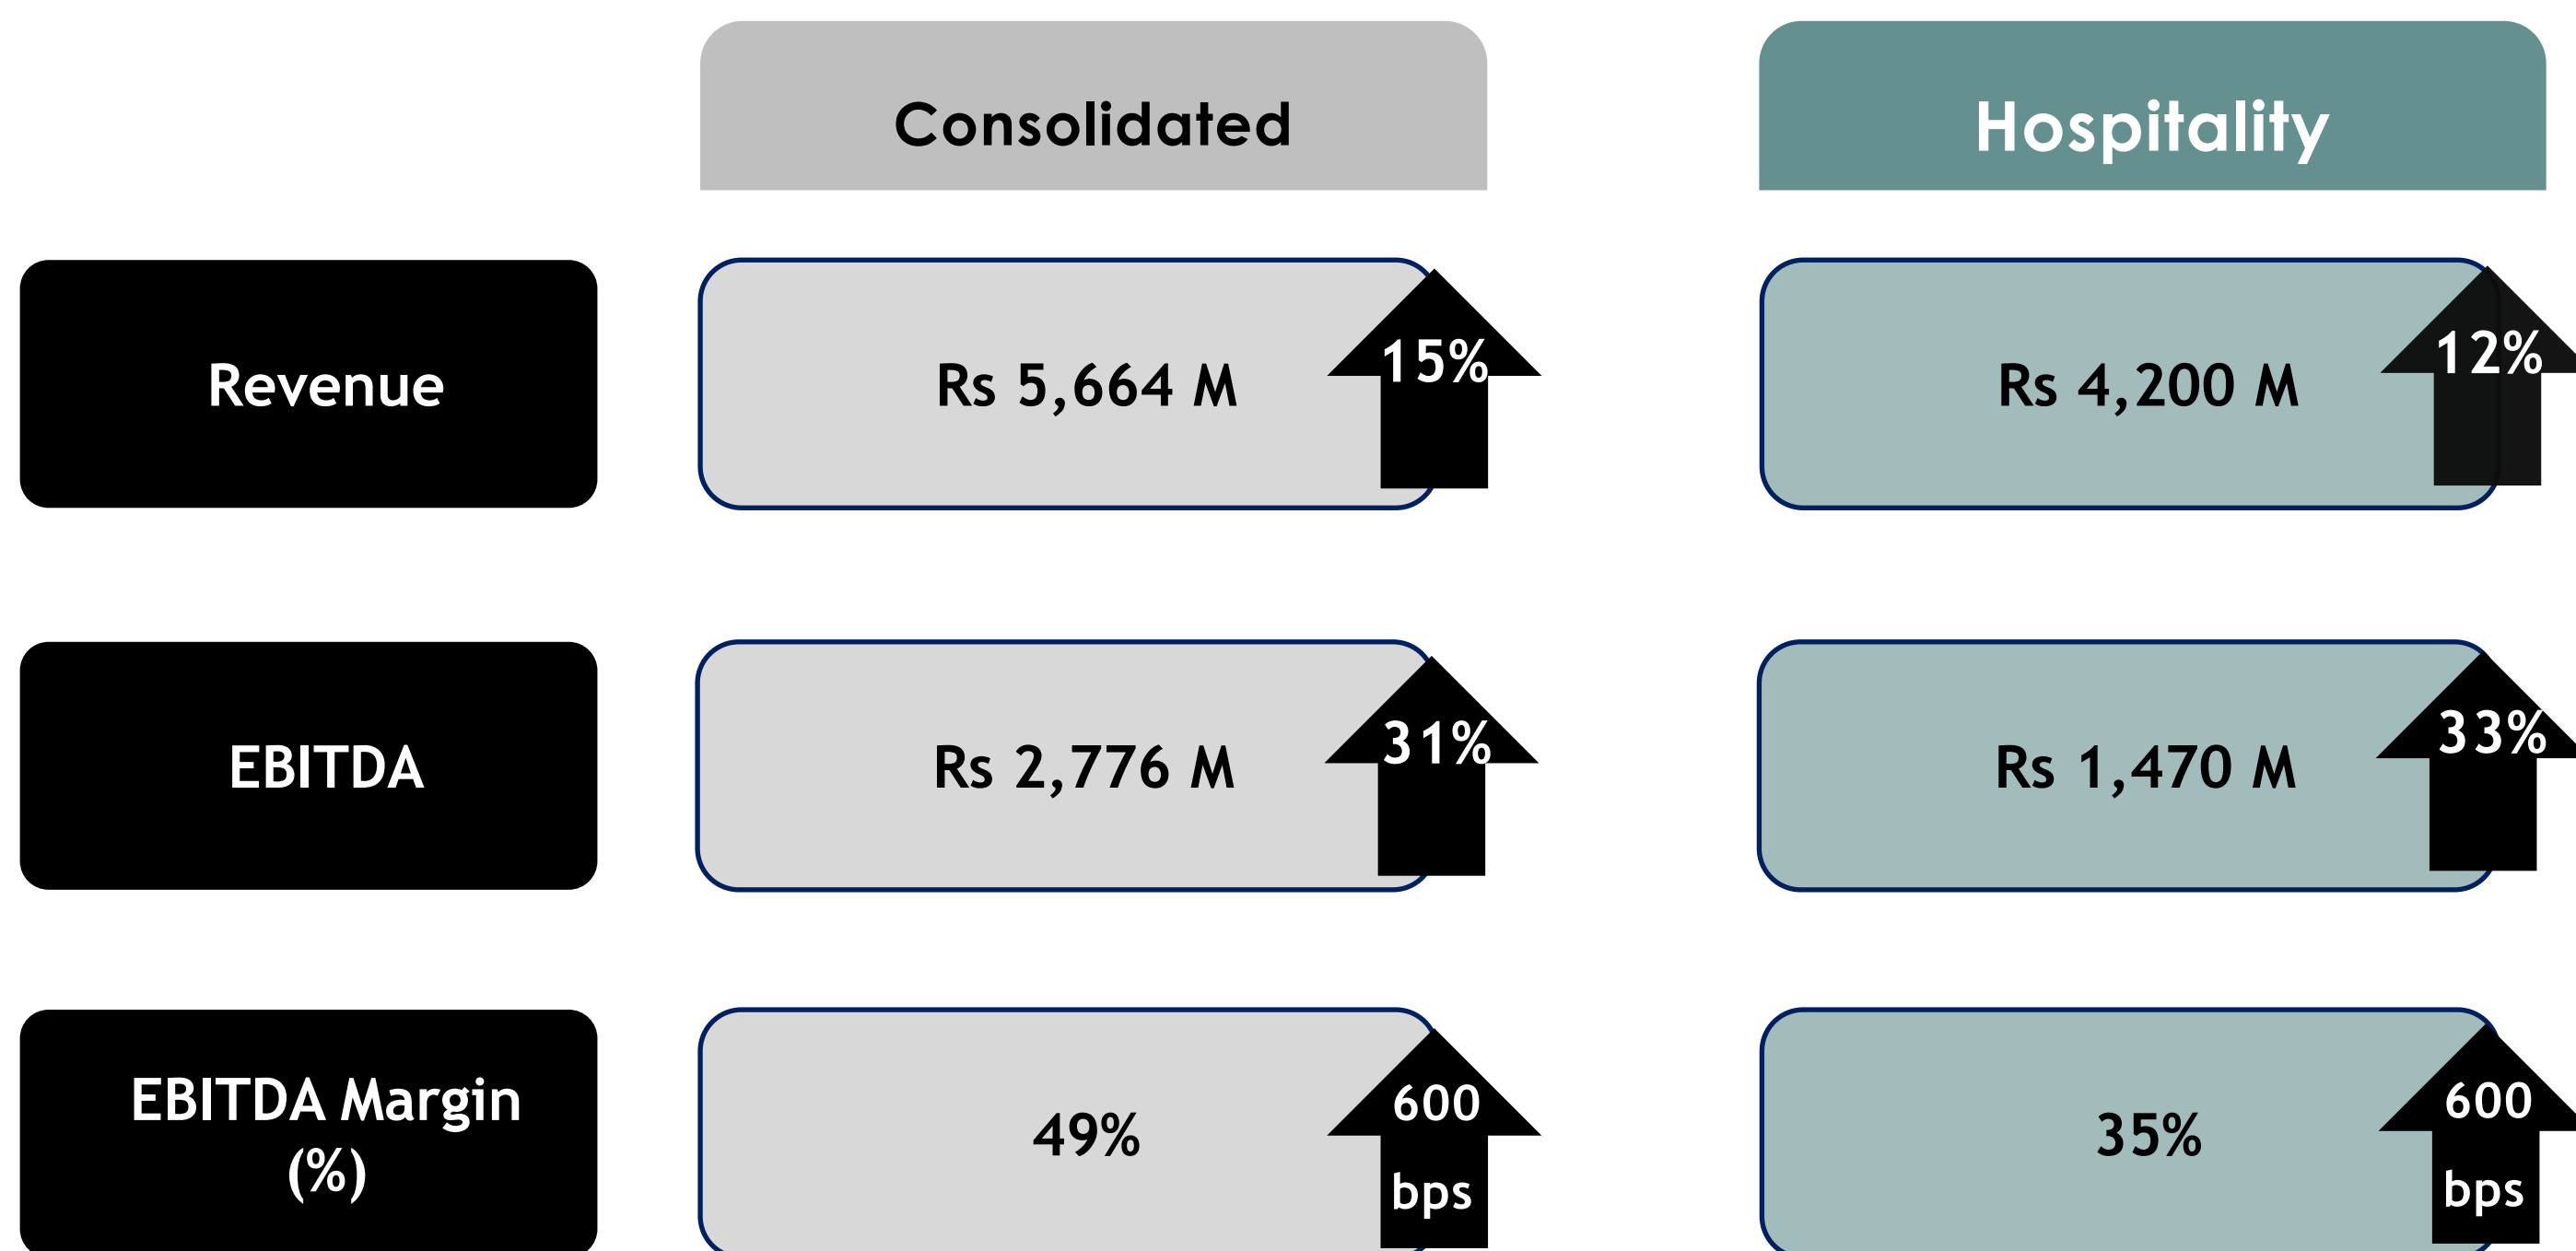 Consolidated
Hospitality
Revenue
Rs 5,664 M
15%
Rs 4,200 M
12%
EBITDA
Rs 2,776 M
31%
Rs 1,470 M
33%
EBITDA Margin
(%)
49%
600
bps
35%
600
bps